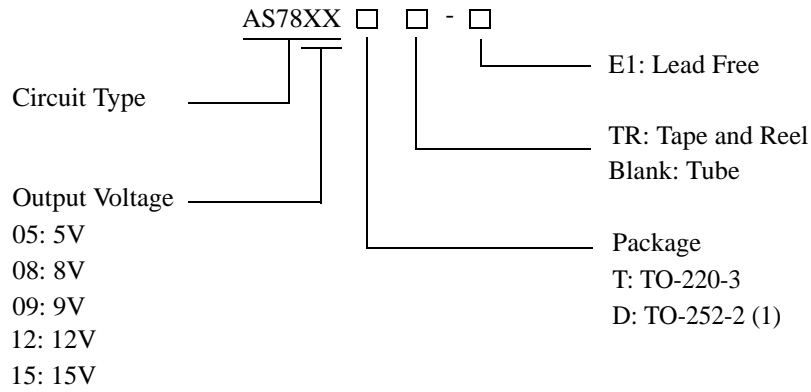 AS78XX □ □ - □
E1: Lead Free
Circuit Type
TR: Tape and Reel
Blank: Tube
Output Voltage
05: 5V
08: 8V
09: 9V
12: 12V
15: 15V
Package
T: TO-220-3
D: TO-252-2 (1)